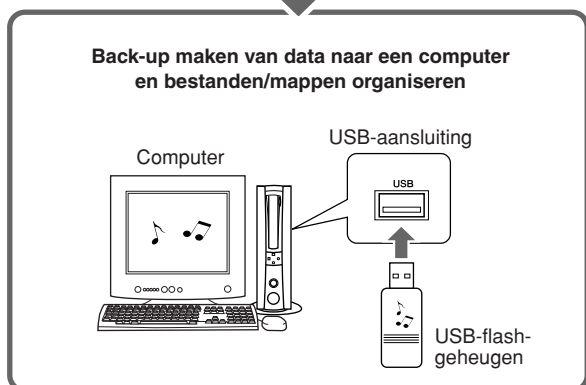 Back-up maken van data naar een computer
en bestanden/mappen organiseren
USB-aansluiting
Computer
USB
USB-flash-
geheugen